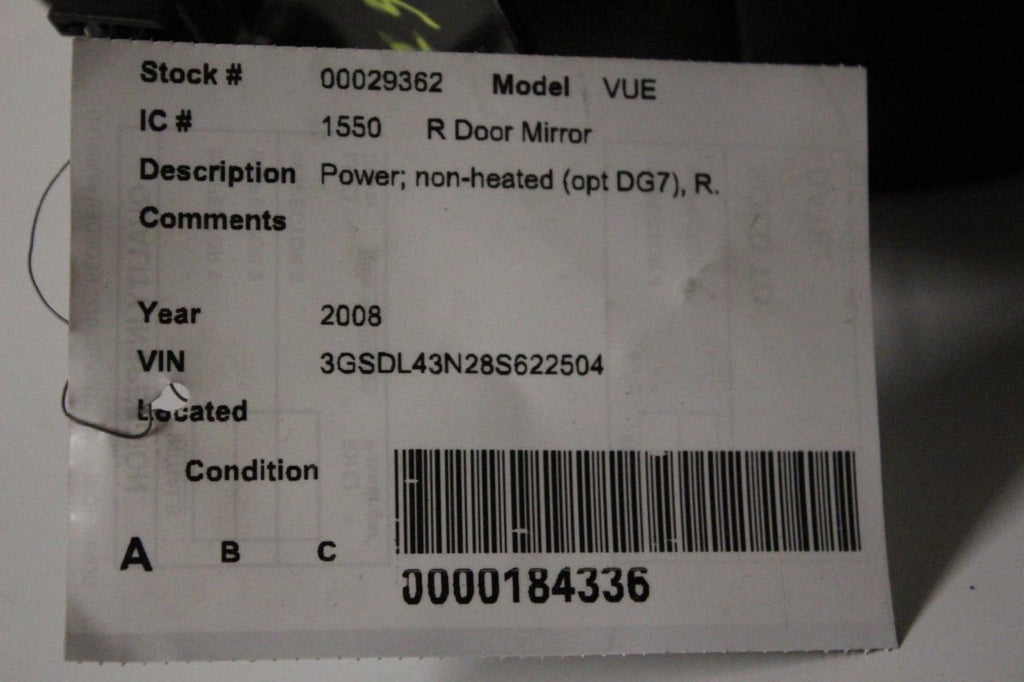 Stock # 00029362 Model VUE
IC # 1550 R Door Mirror
Description Power; non-heated (opt DG7), R.
Comments
Year 2008
VIN 3GSDL43N28S622504
Located
Condition
A B C
0000184336